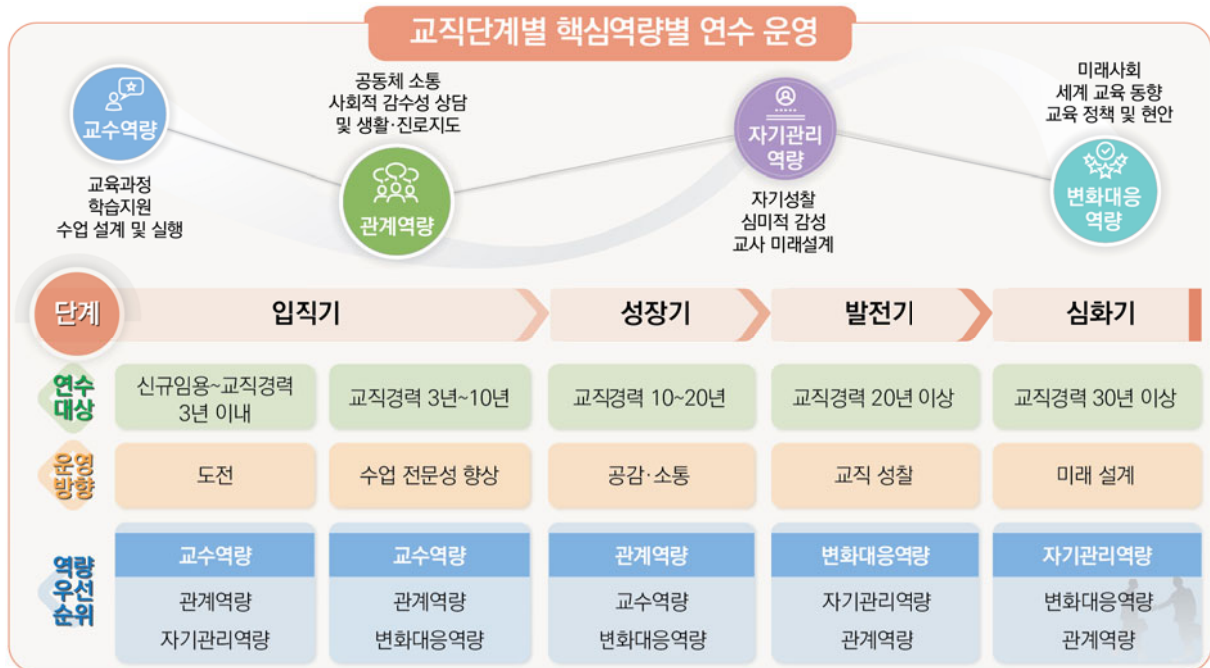 교직단계별 핵심역량별 연수 운영
교수역량
교육과정
학습지원
수업 설계 및 실행
공동체 소통
사회적 감수성 상담
및 생활·진로지도
관계역량
자기관리
역량
자기성찰
심미적 감성
교사 미래설계
미래사회
세계 교육 동향
교육 정책 및 현안
변화대응
역량
단계
입직기
성장기
발전기
심화기
연수
대상
신규임용~교직경력
3년 이내
교직경력 3년~10년
교직경력 10~20년
교직경력 20년 이상
교직경력 30년 이상
운영
방향
도전
수업 전문성 향상
공감·소통
교직 성찰
미래 설계
역량
우선
순위
교수역량
교수역량
관계역량
변화대응역량
자기관리역량
관계역량
관계역량
교수역량
자기관리역량
변화대응역량
자기관리역량
변화대응역량
변화대응역량
관계역량
관계역량